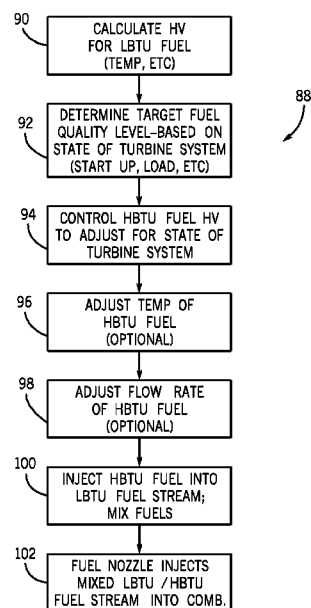 90
CALCULATE HV
FOR LBTU FUEL
(TEMP, ETC)
88
92
DETERMINE TARGET FUEL
QUALITY LEVEL-BASED ON
STATE OF TURBINE SYSTEM
(START UP, LOAD, ETC)
94
CONTROL HBTU FUEL HV
TO ADJUST FOR STATE OF
TURBINE SYSTEM
96
ADJUST TEMP OF
HBTU FUEL
(OPTIONAL)
98
ADJUST FLOW RATE
OF HBTU FUEL
(OPTIONAL)
100
INJECT HBTU FUEL INTO
LBTU FUEL STREAM;
MIX FUELS
102
FUEL NOZZLE INJECTS
MIXED LBTU/HBTU
FUEL STREAM INTO COMB.